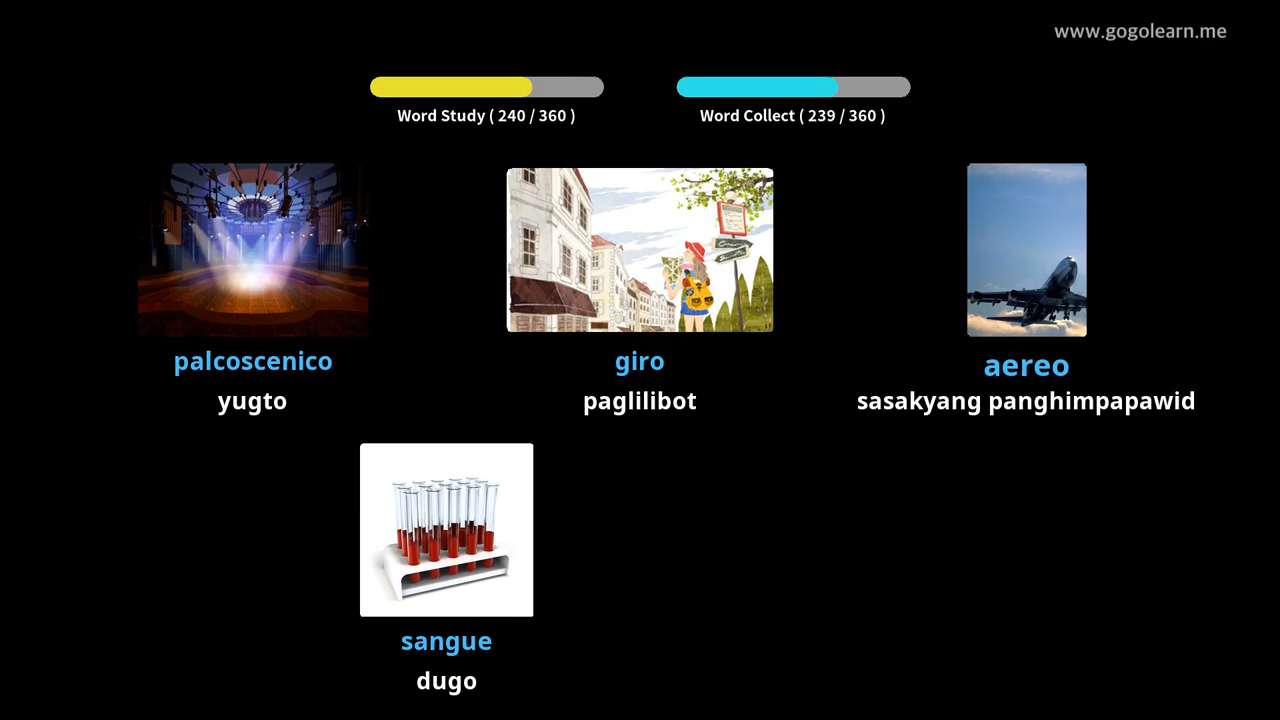 www.gogolearn.me
Word Study ( 240 / 360 )
Word Collect ( 239 / 360 )
palcoscenico
yugto
giro
paglilibot
aereo
sasakyang panghimpapawid
sangue
dugo